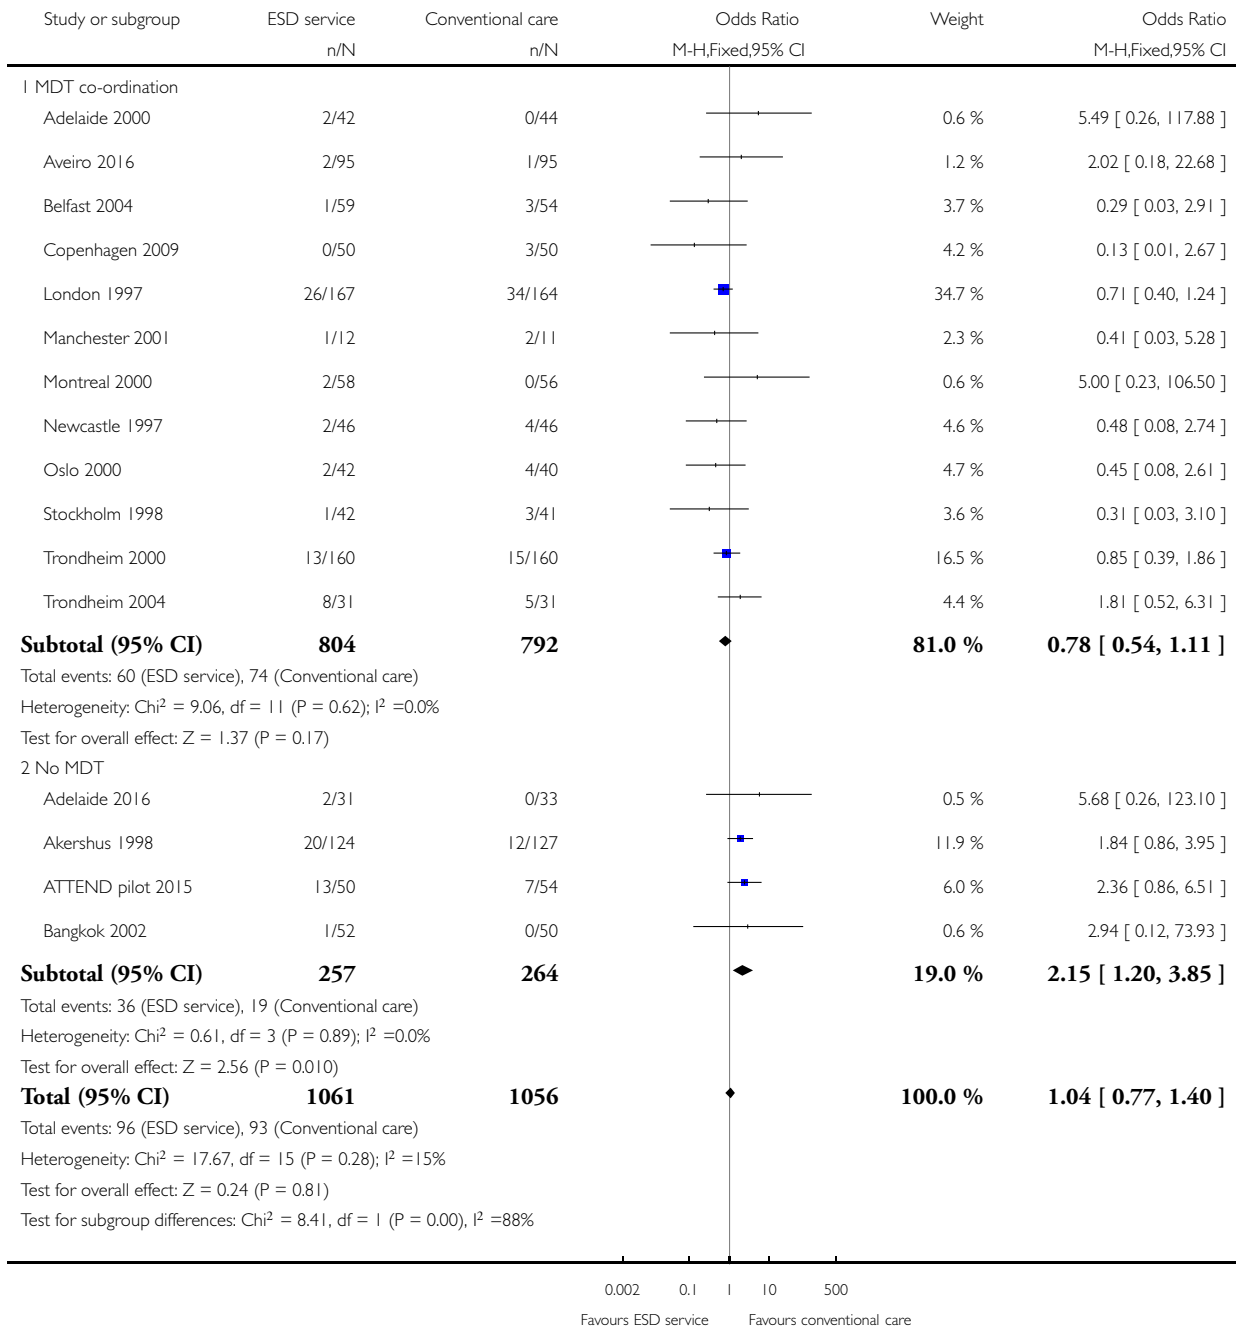 Study or subgroup ESD service Conventional care Odds Ratio Weight Odds Ratio
n/N n/N M-H,Fixed,95% CI M-H,Fixed,95% CI
1 MDT co-ordination
Adelaide 2000 2/42 0/44 0.6 % 5.49 [ 0.26, 117.88 ]
Aveiro 2016 2/95 1/95 1.2 % 2.02 [ 0.18, 22.68 ]
Belfast 2004 1/59 3/54 3.7 % 0.29 [ 0.03, 2.91 ]
Copenhagen 2009 0/50 3/50 4.2 % 0.13 [ 0.01, 2.67 ]
London 1997 26/167 34/164 34.7 % 0.71 [ 0.40, 1.24 ]
Manchester 2001 1/12 2/11 2.3 % 0.41 [ 0.03, 5.28 ]
Montreal 2000 2/58 0/56 0.6 % 5.00 [ 0.23, 106.50 ]
Newcastle 1997 2/46 4/46 4.6 % 0.48 [ 0.08, 2.74 ]
Oslo 2000 2/42 4/40 4.7 % 0.45 [ 0.08, 2.61 ]
Stockholm 1998 1/42 3/41 3.6 % 0.31 [ 0.03, 3.10 ]
Trondheim 2000 13/160 15/160 16.5 % 0.85 [ 0.39, 1.86 ]
Trondheim 2004 8/31 5/31 4.4 % 1.81 [ 0.52, 6.31 ]
Subtotal (95% CI) 804 792 81.0 % 0.78 [ 0.54, 1.11 ]
Total events: 60 (ESD service), 74 (Conventional care)
Heterogeneity: Chi² = 9.06, df = 11 (P = 0.62); I² =0.0%
Test for overall effect: Z = 1.37 (P = 0.17)
2 No MDT
Adelaide 2016 2/31 0/33 0.5 % 5.68 [ 0.26, 123.10 ]
Akershus 1998 20/124 12/127 11.9 % 1.84 [ 0.86, 3.95 ]
ATTEND pilot 2015 13/50 7/54 6.0 % 2.36 [ 0.86, 6.51 ]
Bangkok 2002 1/52 0/50 0.6 % 2.94 [ 0.12, 73.93 ]
Subtotal (95% CI) 257 264 19.0 % 2.15 [ 1.20, 3.85 ]
Total events: 36 (ESD service), 19 (Conventional care)
Heterogeneity: Chi² = 0.61, df = 3 (P = 0.89); I² =0.0%
Test for overall effect: Z = 2.56 (P = 0.010)
Total (95% CI) 1061 1056 100.0 % 1.04 [ 0.77, 1.40 ]
Total events: 96 (ESD service), 93 (Conventional care)
Heterogeneity: Chi² = 17.67, df = 15 (P = 0.28); I² =15%
Test for overall effect: Z = 0.24 (P = 0.81)
Test for subgroup differences: Chi² = 8.41, df = 1 (P = 0.00), I² =88%
0.002 0.1 1 10 500
Favours ESD service Favours conventional care